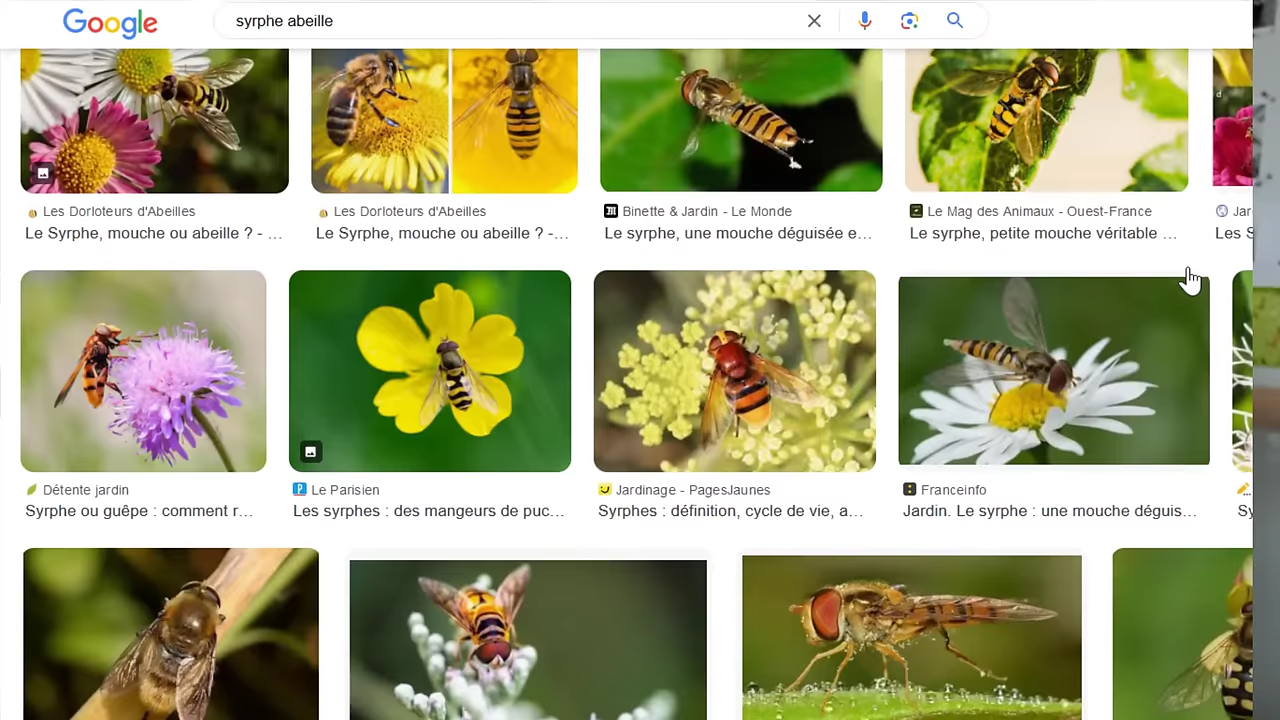 Google
syrphe abeille
d
Les Dorloteurs d'Abeilles
Le Syrphe, mouche ou abeille ? - ...
Les Dorloteurs d'Abeilles
Le Syrphe, mouche ou abeille ? -...
Binette & Jardin - Le Monde
Le syrphe, une mouche déguisée e...
Le Mag des Animaux - Ouest-France
Le syrphe, petite mouche véritable ...
Jar
Les S
Détente jardin
Syrphe ou guêpe : comment r...
Le Parisien
Les syrphes : des mangeurs de puc...
Jardinage - PagesJaunes
Syrphes : définition, cycle de vie, a...
Franceinfo
Jardin. Le syrphe : une mouche déguis...
Sy